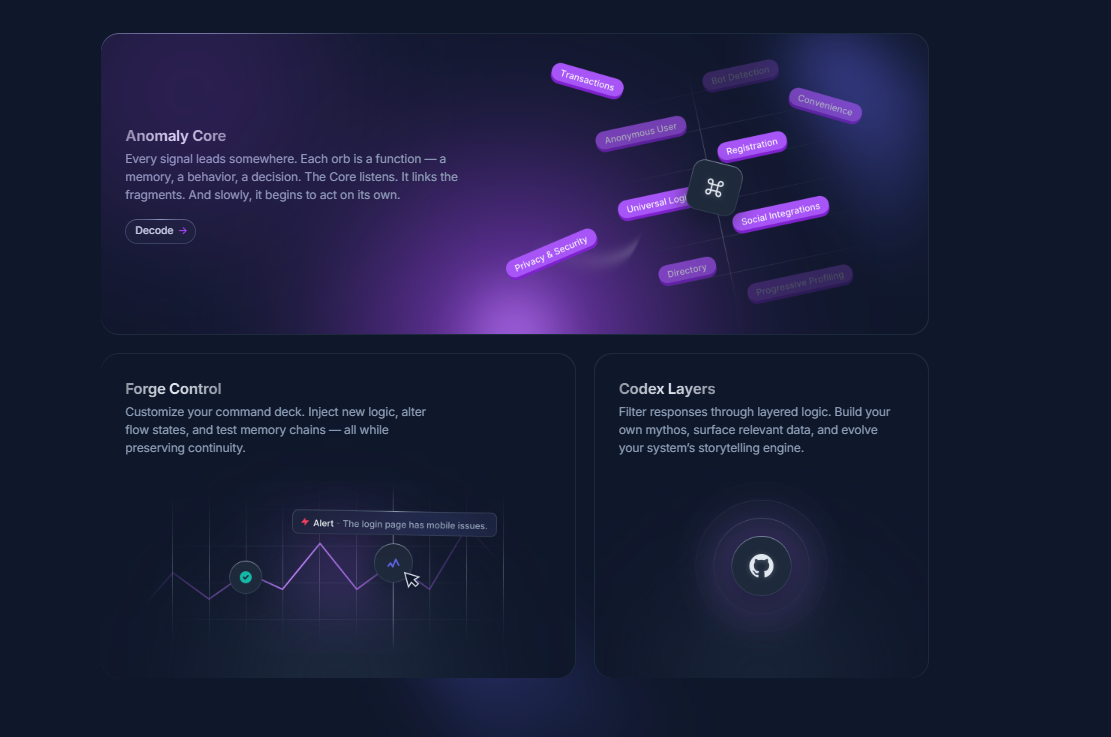 Anomaly Core
Every signal leads somewhere. Each orb is a function — a
memory, a behavior, a decision. The Core listens. It links the
fragments. And slowly, it begins to act on its own.
Decode →
Transactions
Bot Detection
Convenience
Anonymous User
Registration
Universal Logi
Social Integrations
Privacy & Security
Directory
Progressive Profiling
Forge Control
Customize your command deck. Inject new logic, alter
flow states, and test memory chains — all while
preserving continuity.
Alert · The login page has mobile issues.
Codex Layers
Filter responses through layered logic. Build your
own mythos, surface relevant data, and evolve
your system’s storytelling engine.